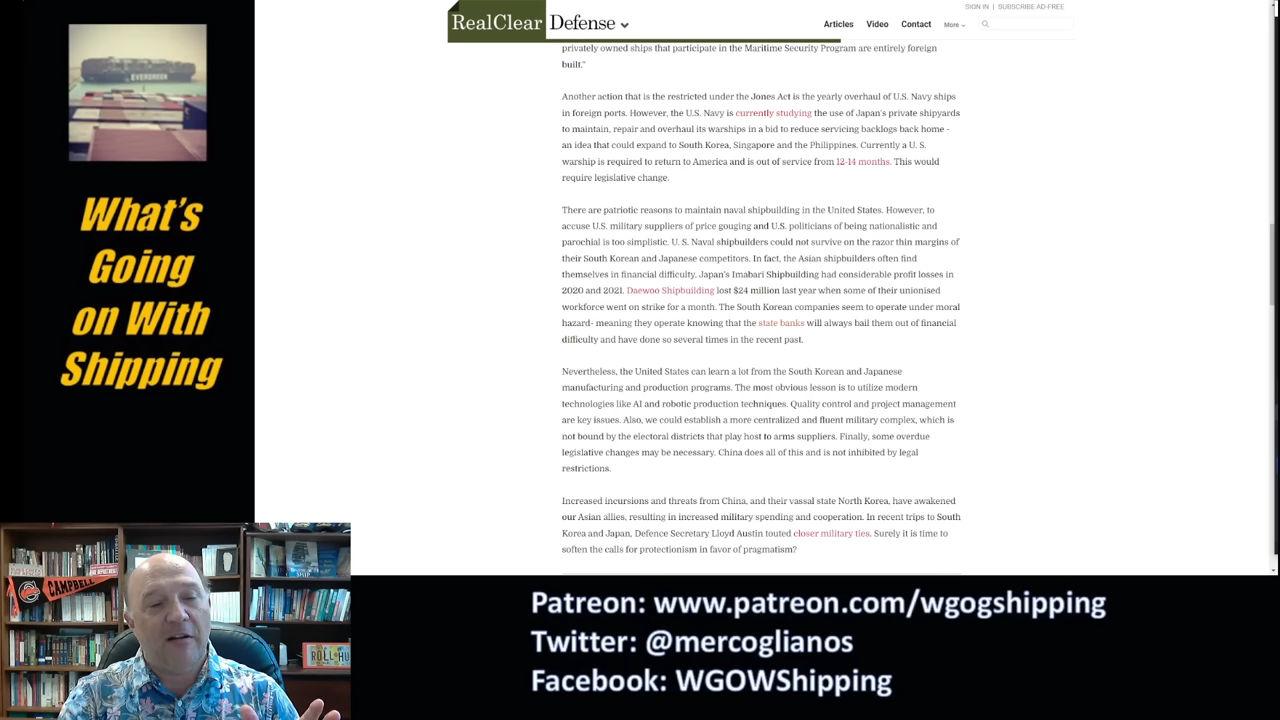 SIGN IN | SUBSCRIBE AD-FREE
RealClear Defense
Articles Video Contact More
privately owned ships that participate in the Maritime Security Program are entirely foreign
built."
Another action that is the restricted under the Jones Act is the yearly overhaul of U.S. Navy ships
in foreign ports. However, the U.S. Navy is currently studying the use of Japan's private shipyards
to maintain, repair and overhaul its warships in a bid to reduce servicing backlogs back home -
an idea that could expand to South Korea, Singapore and the Philippines. Currently a U. S.
warship is required to return to America and is out of service from 12-14 months. This would
require legislative change.
There are patriotic reasons to maintain naval shipbuilding in the United States. However, to
accuse U.S. military suppliers of price gouging and U.S. politicians of being nationalistic and
parochial is too simplistic. U. S. Naval shipbuilders could not survive on the razor thin margins of
their South Korean and Japanese competitors. In fact, the Asian shipbuilders often find
themselves in financial difficulty. Japan's Imabari Shipbuilding had considerable profit losses in
2020 and 2021. Daewoo Shipbuilding lost $24 million last year when some of their unionised
workforce went on strike for a month. The South Korean companies seem to operate under moral
hazard- meaning they operate knowing that the state banks will always bail them out of financial
difficulty and have done so several times in the recent past.
Nevertheless, the United States can learn a lot from the South Korean and Japanese
manufacturing and production programs. The most obvious lesson is to utilize modern
technologies like AI and robotic production techniques. Quality control and project management
are key issues. Also, we could establish a more centralized and fluent military complex, which is
not bound by the electoral districts that play host to arms suppliers. Finally, some overdue
legislative changes may be necessary. China does all of this and is not inhibited by legal
restrictions.
Increased incursions and threats from China, and their vassal state North Korea, have awakened
our Asian allies, resulting in increased military spending and cooperation. In recent trips to South
Korea and Japan, Defence Secretary Lloyd Austin touted closer military ties. Surely it is time to
soften the calls for protectionism in favor of pragmatism?
EVERGREEN
What's
Going
on With
Shipping
CAMPBELL
SHIP
Patreon: www.patreon.com/wgogshipping
Twitter: @mercoglianos
Facebook: WGOWShipping